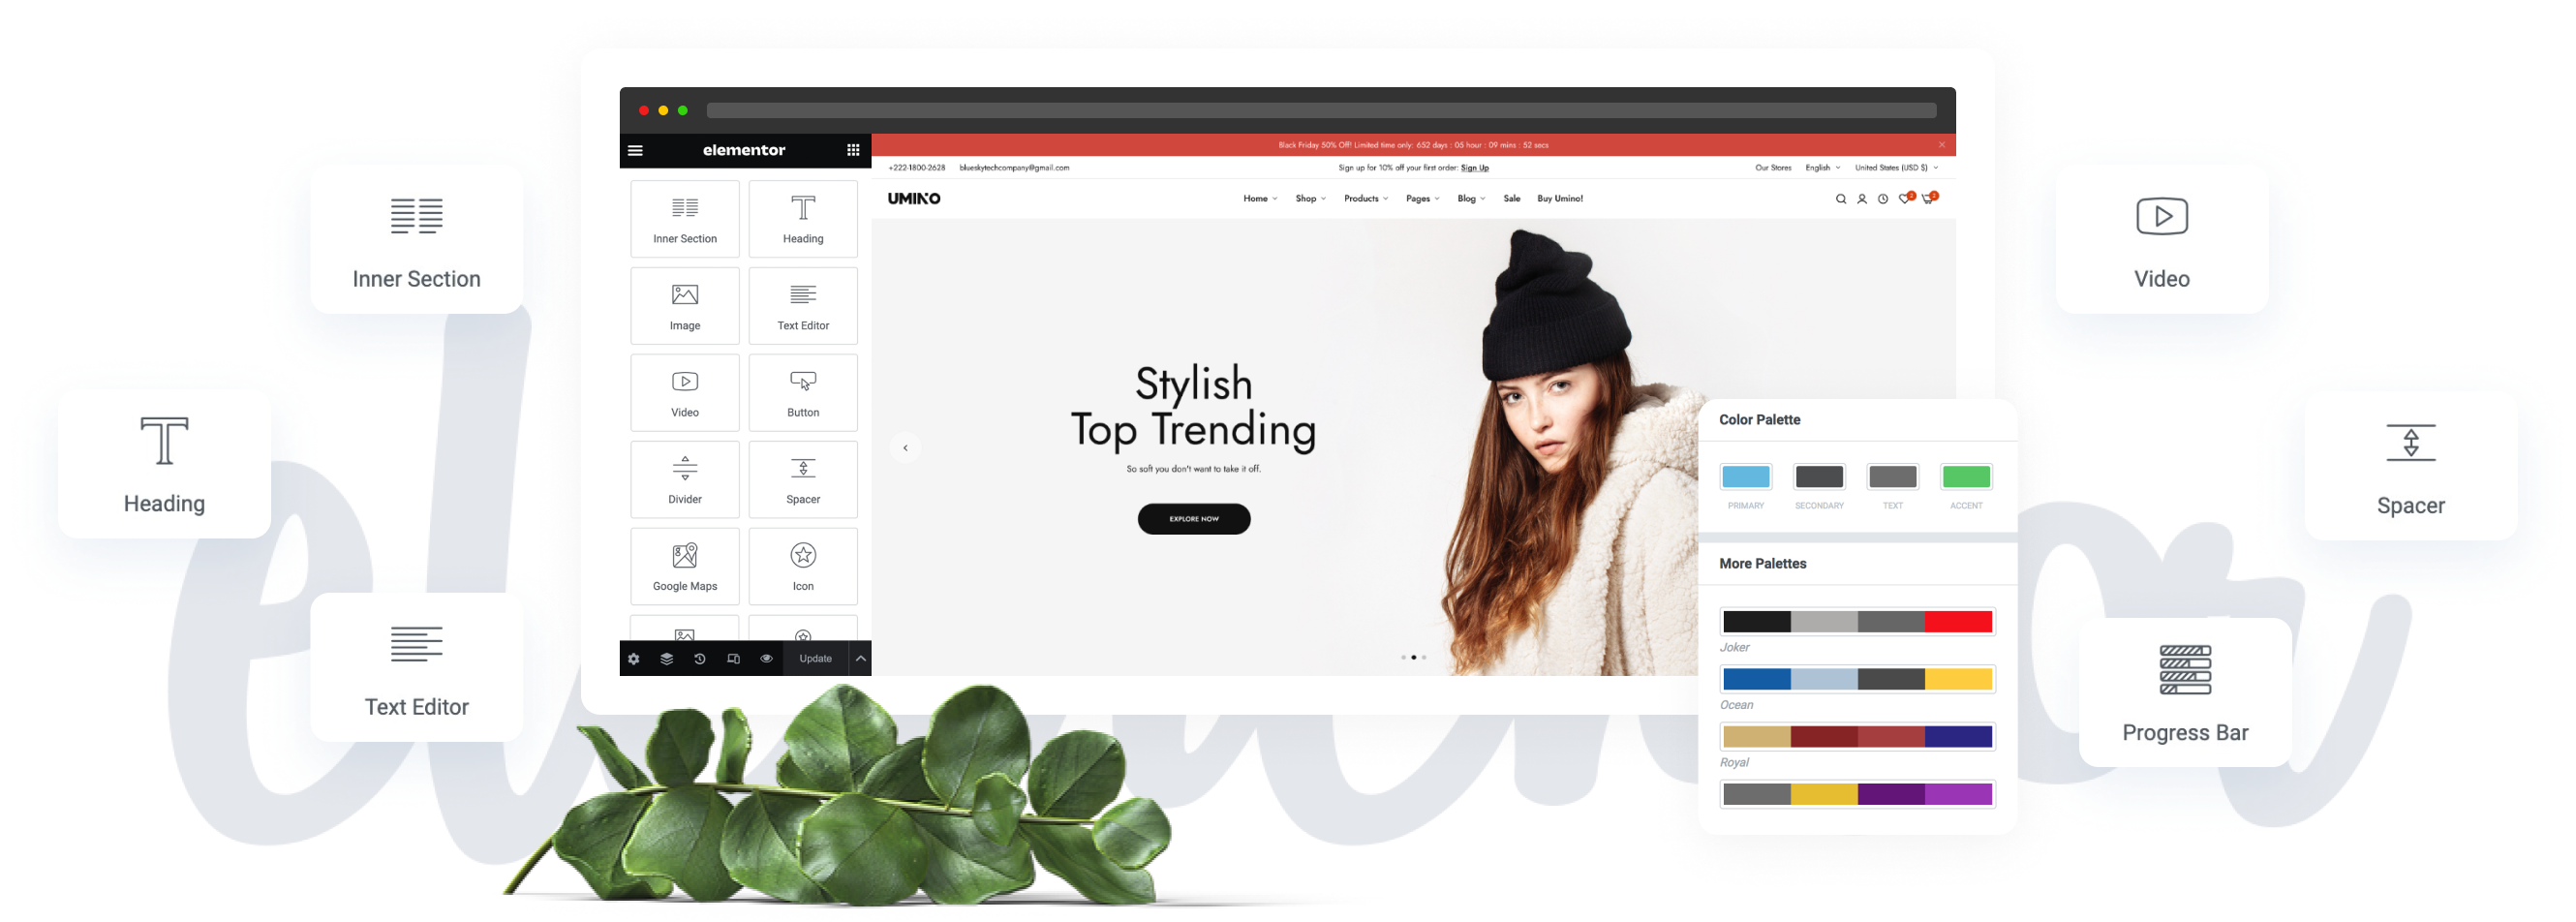 Black Friday 50% Off! Limited time only: 652 days : 05 hour : 09 mins : 52 secs
elementor
+222-1800-2628 blueskytechcompany@gmail.com
Sign up for 10% off your first order: Sign Up
Our Stores English United States (USD $)
UMINO
Home Shop Products Pages Blog Sale Buy Umino!
Inner Section
Heading
Image
Text Editor
Video
Button
Divider
Spacer
Google Maps
Icon
Update
Stylish
Top Trending
So soft you don't want to take it off.
EXPLORE NOW
Inner Section
Heading
Text Editor
Video
Spacer
Progress Bar
Color Palette
PRIMARY SECONDARY TEXT ACCENT
More Palettes
Joker
Ocean
Royal
elementor